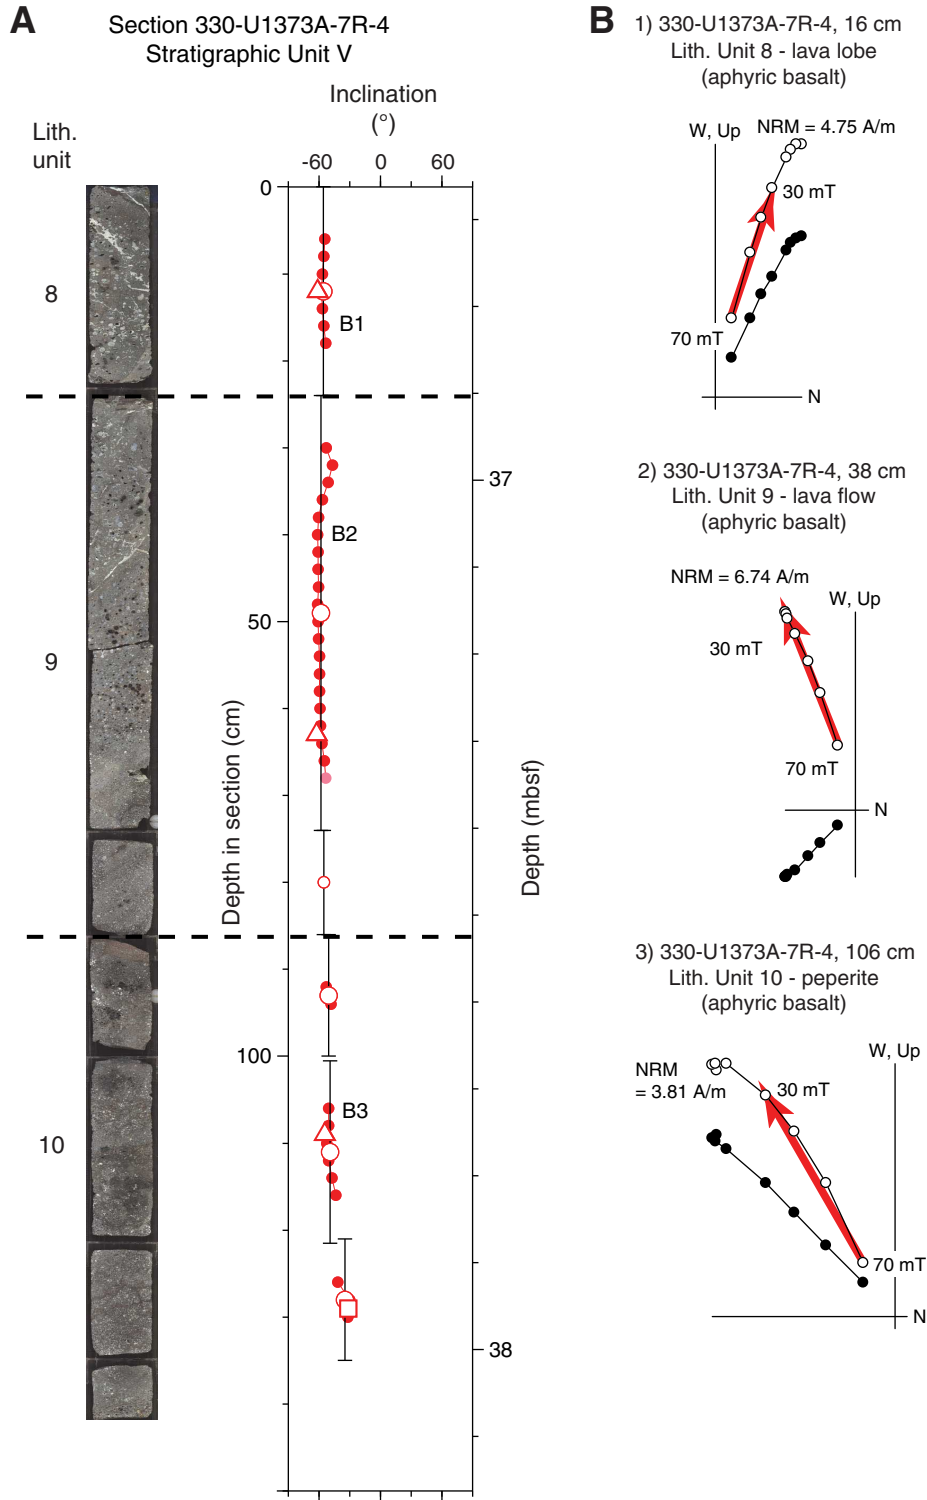 A
Section 330-U1373A-7R-4
Stratigraphic Unit V
Inclination
(°)
Lith.
unit
-60 0 60
0
8
B1
37
B2
50
9
Depth in section (cm)
Depth (mbsf)
100
B3
10
38
B
1) 330-U1373A-7R-4, 16 cm
Lith. Unit 8 - lava lobe
(aphyric basalt)
W, Up
NRM = 4.75 A/m
30 mT
70 mT
N
2) 330-U1373A-7R-4, 38 cm
Lith. Unit 9 - lava flow
(aphyric basalt)
NRM = 6.74 A/m
W, Up
30 mT
70 mT
N
3) 330-U1373A-7R-4, 106 cm
Lith. Unit 10 - peperite
(aphyric basalt)
W, Up
NRM
= 3.81 A/m
30 mT
70 mT
N